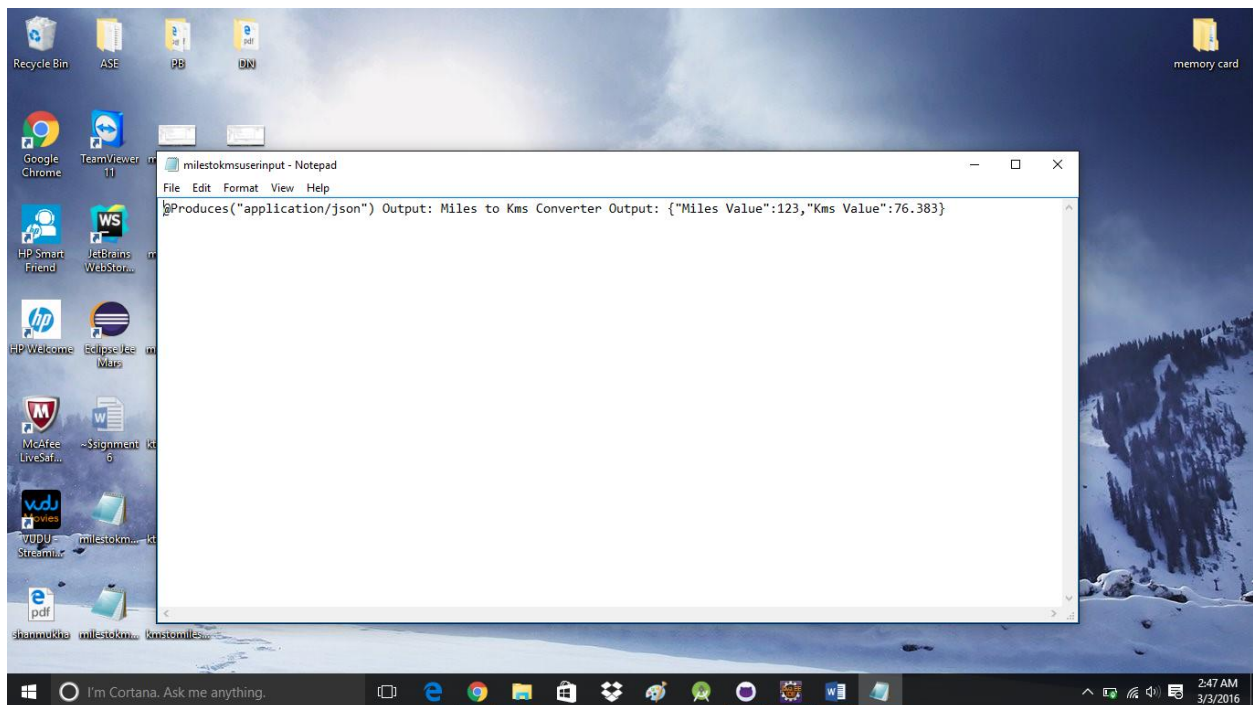 Recycle Bin
ASE
PB
DN
memory card
Google Chrome
TeamViewer 11
HP Smart Friend
JetBrains WebStor...
HP Welcome
Eclipse Jee Mars
McAfee LiveSaf...
~$signment 6
VUDU - Streami...
milestokm...
shanmukha
milestokm...
kmstomiles...
milestokmsuserinput - Notepad
File Edit Format View Help
@Produces("application/json") Output: Miles to Kms Converter Output: {"Miles Value":123,"Kms Value":76.383}
I'm Cortana. Ask me anything.
2:47 AM
3/3/2016